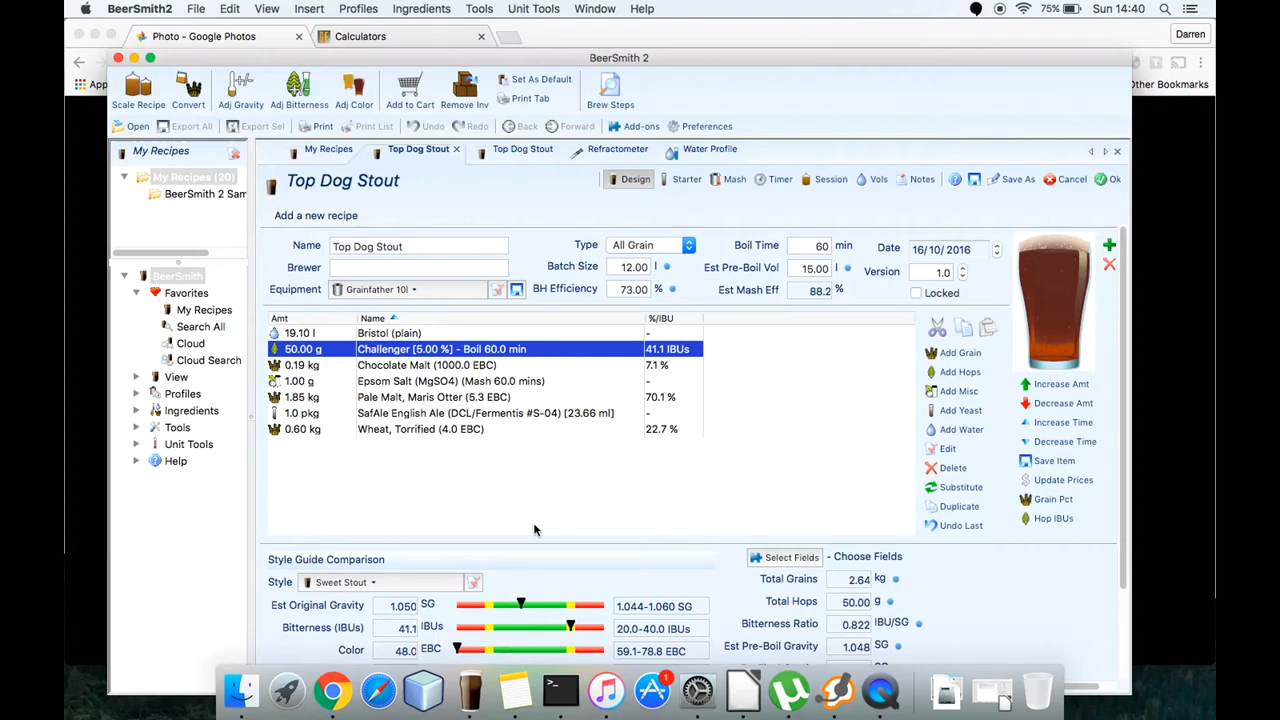 BeerSmith2 File Edit View Insert Profiles Ingredients Tools Unit Tools Window Help 75% Sun 14:40
Photo - Google Photos Calculators Darren
App Other Bookmarks
BeerSmith 2
Scale Recipe Convert Adj Gravity Adj Bitterness Adj Color Add to Cart Remove Inv Set As Default Print Tab Brew Steps
Open Export All Export Sel Print Print List Undo Redo Back Forward Add-ons Preferences
My Recipes
My Recipes Top Dog Stout Top Dog Stout Refractometer Water Profile
My Recipes (20)
BeerSmith 2 Sam
Top Dog Stout Design Starter Mash Timer Session Vols Notes Save As Cancel Ok
Add a new recipe
Name Top Dog Stout Type All Grain Boil Time 60 min Date 16/10/2016
Brewer Batch Size 12.00 l Est Pre-Boil Vol 15.00 l Version 1.0
Equipment Grainfather 10l BH Efficiency 73.00 % Est Mash Eff 88.2 % Locked
BeerSmith
Favorites
My Recipes
Search All
Cloud
Cloud Search
View
Profiles
Ingredients
Tools
Unit Tools
Help
Amt Name %/IBU
19.10 l Bristol (plain) -
50.00 g Challenger [5.00 %] - Boil 60.0 min 41.1 IBUs
0.19 kg Chocolate Malt (1000.0 EBC) 7.1 %
1.00 g Epsom Salt (MgSO4) (Mash 60.0 mins) -
1.85 kg Pale Malt, Maris Otter (5.3 EBC) 70.1 %
1.0 pkg SafAle English Ale (DCL/Fermentis #S-04) [23.66 ml] -
0.60 kg Wheat, Torrified (4.0 EBC) 22.7 %
Add Grain
Add Hops
Add Misc
Add Yeast
Add Water
Edit
Delete
Substitute
Duplicate
Undo Last
Increase Amt
Decrease Amt
Increase Time
Decrease Time
Save Item
Update Prices
Grain Pct
Hop IBUs
Style Guide Comparison Select Fields - Choose Fields
Style Sweet Stout Total Grains 2.64 kg
Est Original Gravity 1.050 SG 1.044-1.060 SG Total Hops 50.00 g
Bitterness (IBUs) 41.1 IBUs 20.0-40.0 IBUs Bitterness Ratio 0.822 IBU/SG
Color 48.0 EBC 59.1-78.8 EBC Est Pre-Boil Gravity 1.048 SG
1